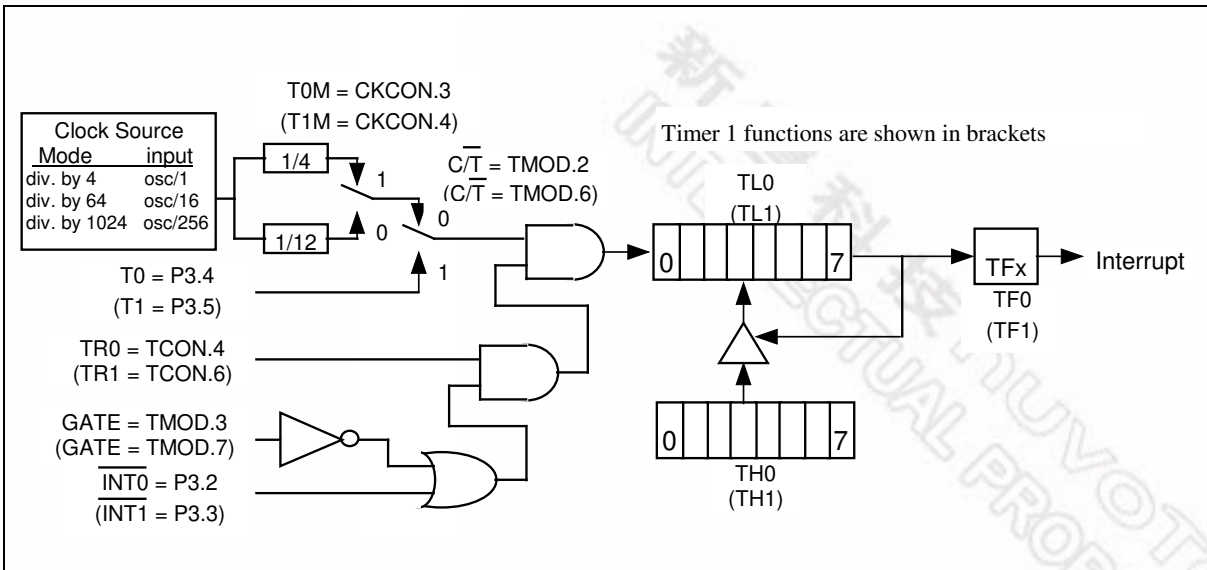 T0M = CKCON.3
(T1M = CKCON.4)
Clock Source
Mode input
div. by 4 osc/1
div. by 64 osc/16
div. by 1024 osc/256
1/4
1/12
1
0
C/T = TMOD.2
(C/T = TMOD.6)
0
1
T0 = P3.4
(T1 = P3.5)
TR0 = TCON.4
(TR1 = TCON.6)
GATE = TMOD.3
(GATE = TMOD.7)
INT0 = P3.2
(INT1 = P3.3)
Timer 1 functions are shown in brackets
TL0
(TL1)
0 7
TFx
Interrupt
TF0
(TF1)
0 7
TH0
(TH1)